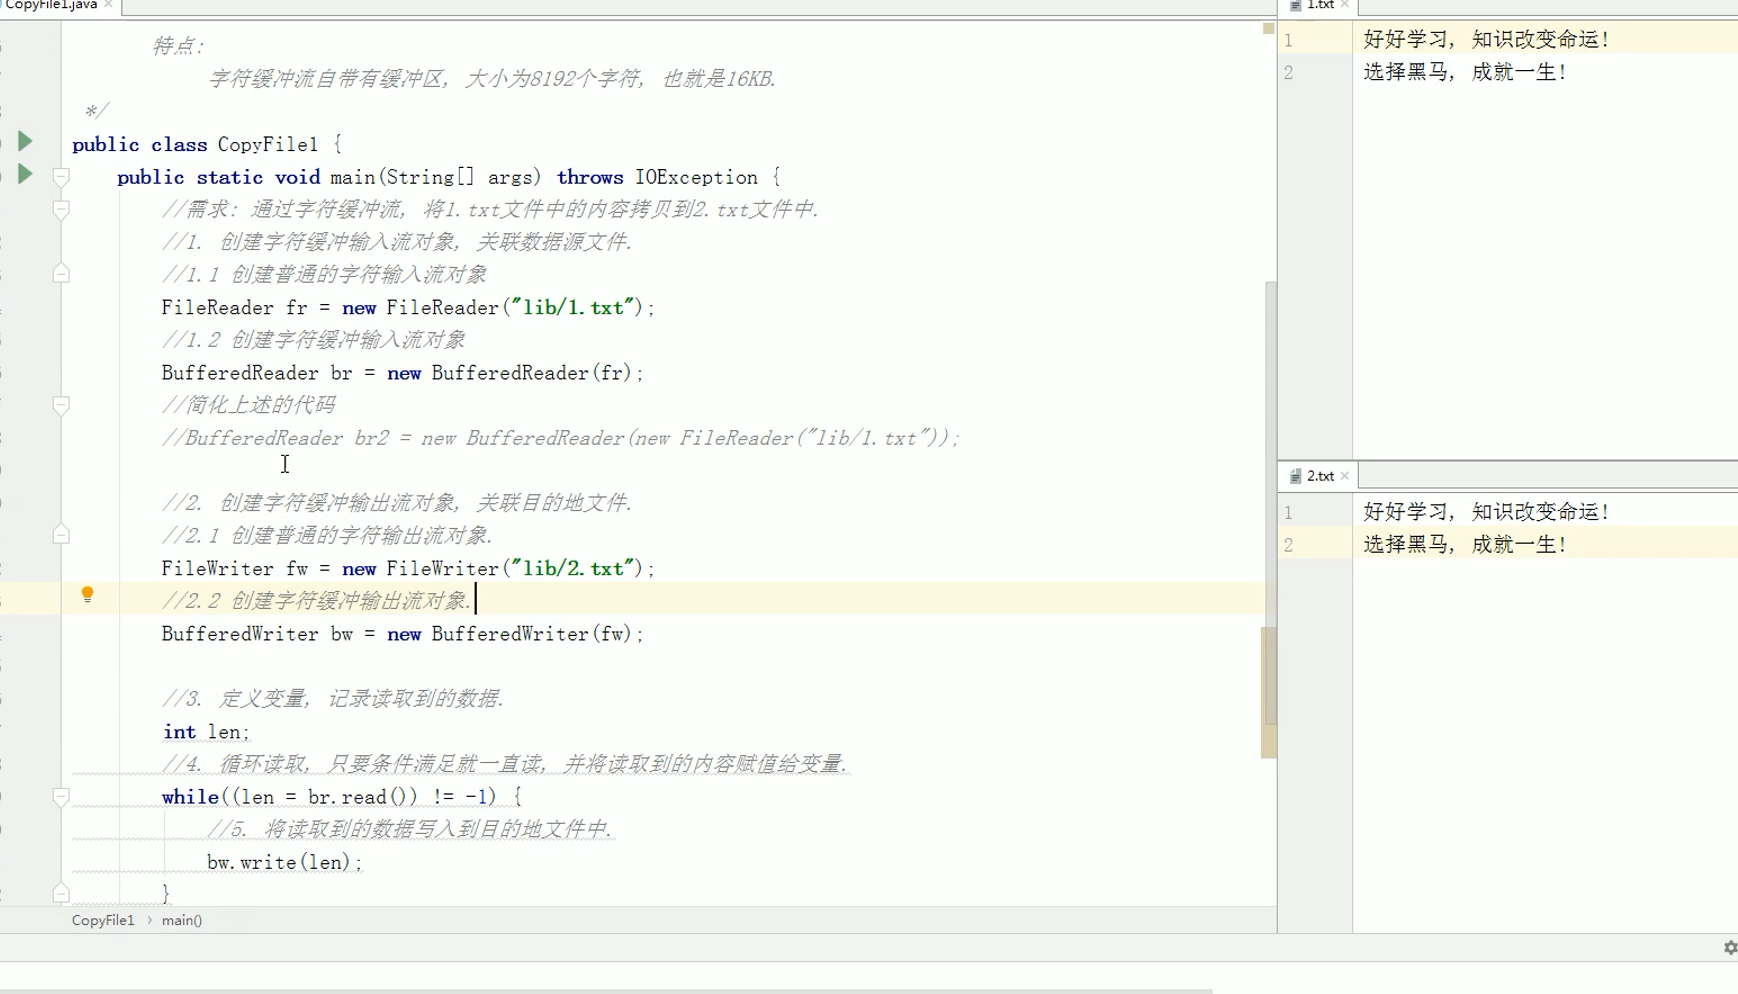 CopyFile1.java
特点:
字符缓冲流自带有缓冲区, 大小为8192个字符, 也就是16KB.
*/
public class CopyFile1 {
public static void main(String[] args) throws IOException {
//需求: 通过字符缓冲流, 将1.txt文件中的内容拷贝到2.txt文件中.
//1. 创建字符缓冲输入流对象, 关联数据源文件.
//1.1 创建普通的字符输入流对象
FileReader fr = new FileReader("lib/1.txt");
//1.2 创建字符缓冲输入流对象
BufferedReader br = new BufferedReader(fr);
//简化上述的代码
//BufferedReader br2 = new BufferedReader(new FileReader("lib/1.txt"));
//2. 创建字符缓冲输出流对象, 关联目的地文件.
//2.1 创建普通的字符输出流对象.
FileWriter fw = new FileWriter("lib/2.txt");
//2.2 创建字符缓冲输出流对象.
BufferedWriter bw = new BufferedWriter(fw);
//3. 定义变量, 记录读取到的数据.
int len;
//4. 循环读取, 只要条件满足就一直读, 并将读取到的内容赋值给变量.
while((len = br.read()) != -1) {
//5. 将读取到的数据写入到目的地文件中.
bw.write(len);
}
CopyFile1 › main()
1.txt
1 好好学习, 知识改变命运!
2 选择黑马, 成就一生!
2.txt
1 好好学习, 知识改变命运!
2 选择黑马, 成就一生!